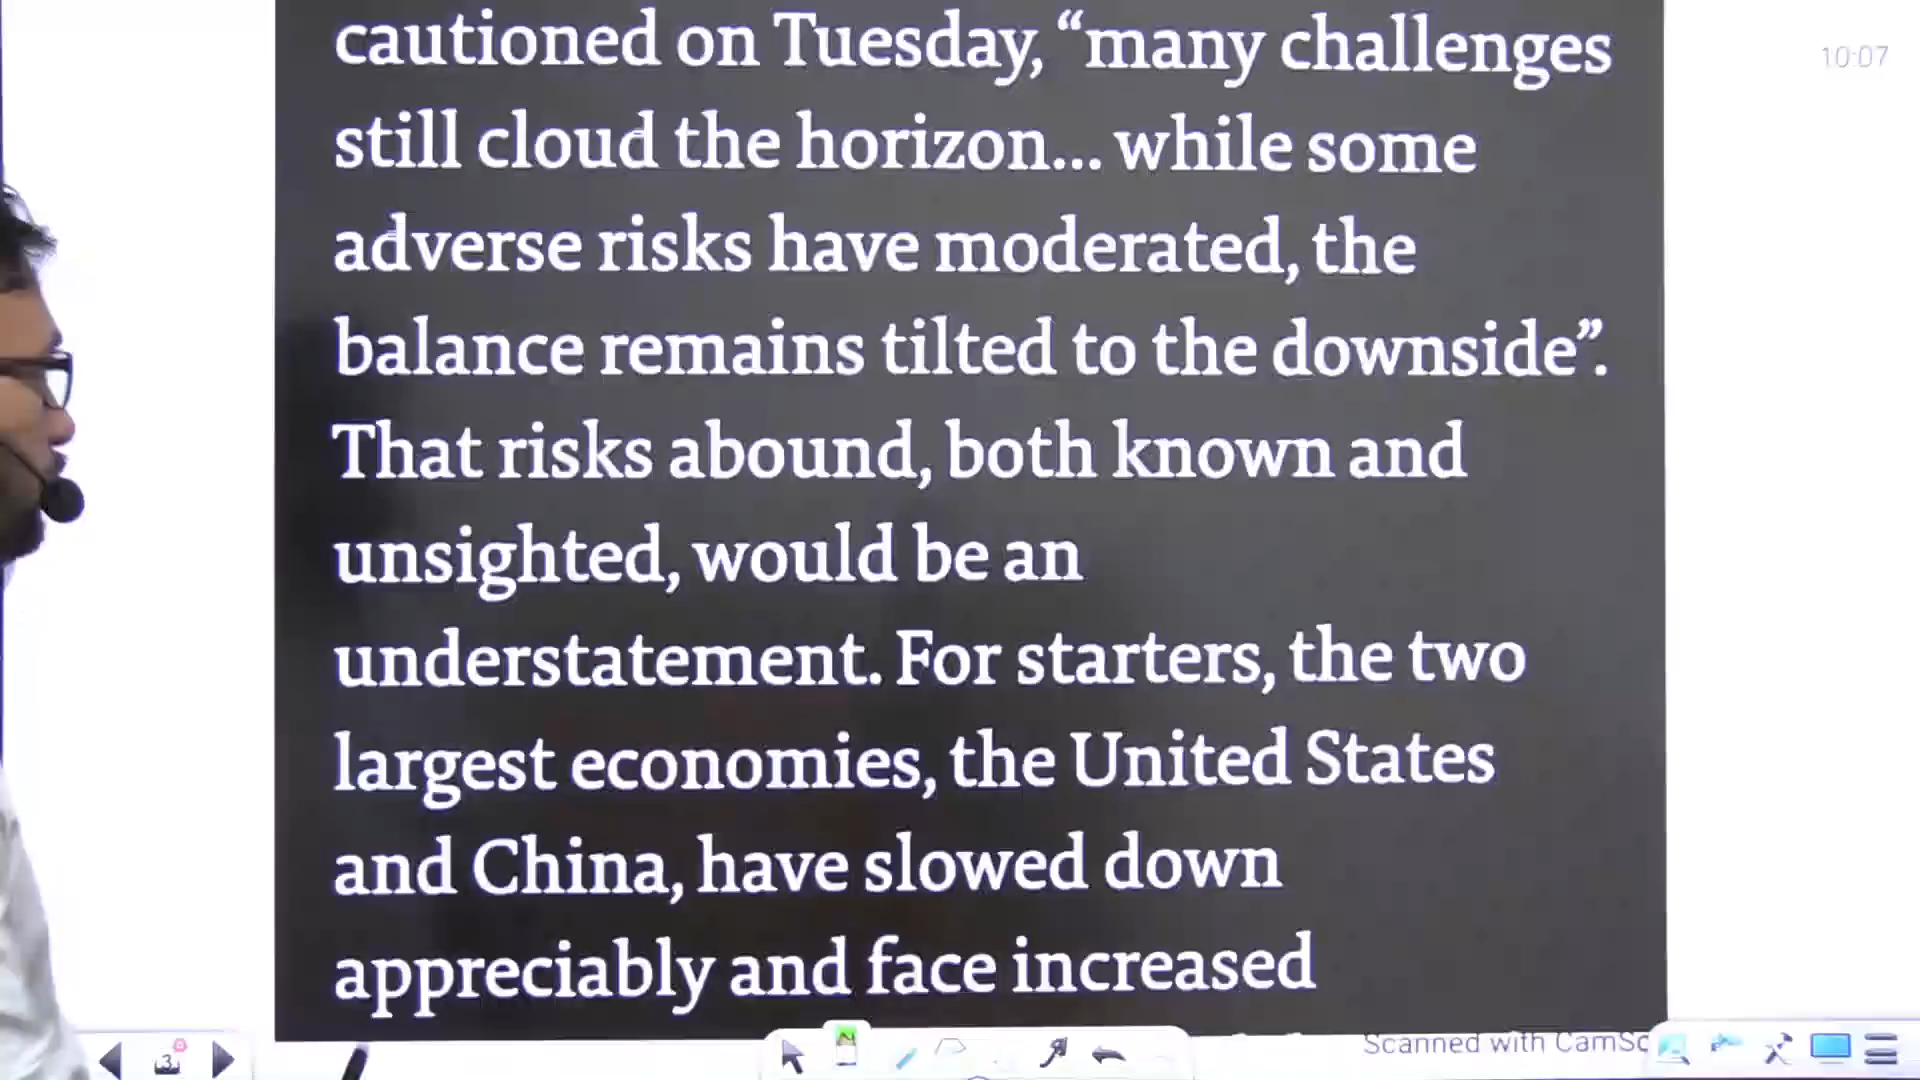 cautioned on Tuesday, “many challenges
10:07
still cloud the horizon... while some
adverse risks have moderated, the
balance remains tilted to the downside”.
That risks abound, both known and
unsighted, would be an
understatement. For starters, the two
largest economies, the United States
and China, have slowed down
appreciably and face increased
Scanned with
3